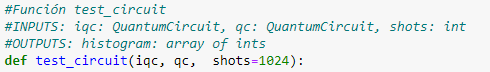 #Función test_circuit
#INPUTS: iqc: QuantumCircuit, qc: QuantumCircuit, shots: int
#OUTPUTS: histogram: array of ints
def test_circuit(iqc, qc,  shots=1024):